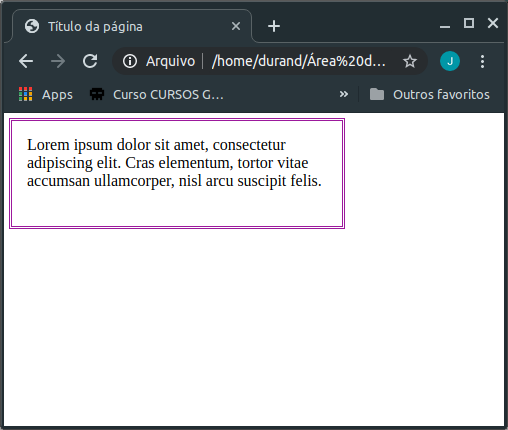 Título da página
Arquivo
/home/durand/Área%20d...
J
Apps
Curso CURSOS G...
»
Outros favoritos
Lorem ipsum dolor sit amet, consectetur
adipiscing elit. Cras elementum, tortor vitae
accumsan ullamcorper, nisl arcu suscipit felis.